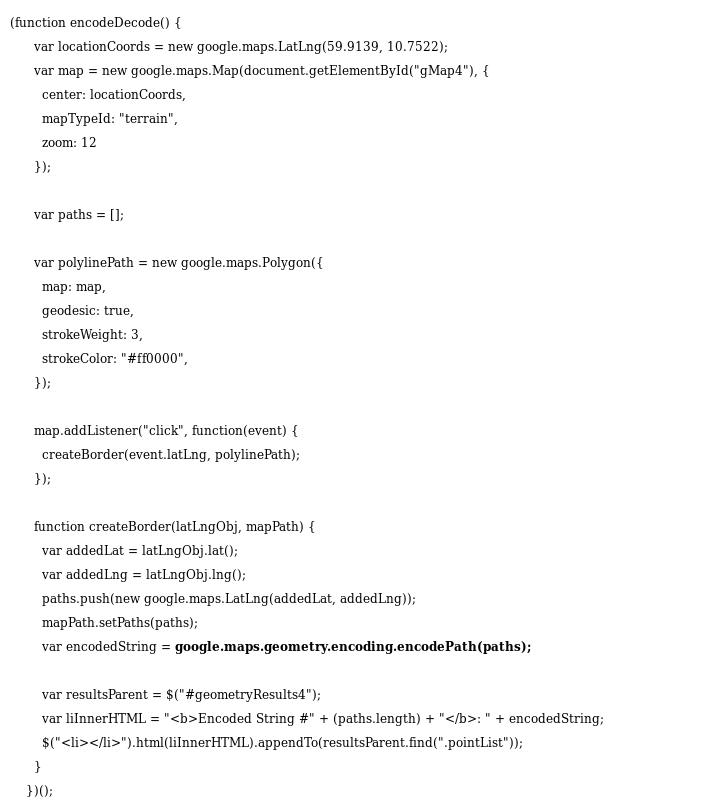 (function encodeDecode() {
var locationCoords = new google.maps.LatLng(59.9139, 10.7522);
var map = new google.maps.Map(document.getElementById("gMap4"), {
center: locationCoords,
mapTypeId: "terrain",
zoom: 12
});
var paths = [];
var polylinePath = new google.maps.Polygon({
map: map,
geodesic: true,
strokeWeight: 3,
strokeColor: "#ff0000",
});
map.addListener("click", function(event) {
createBorder(event.latLng, polylinePath);
});
function createBorder(latLngObj, mapPath) {
var addedLat = latLngObj.lat();
var addedLng = latLngObj.lng();
paths.push(new google.maps.LatLng(addedLat, addedLng));
mapPath.setPaths(paths);
var encodedString = google.maps.geometry.encoding.encodePath(paths);
var resultsParent = $("#geometryResults4");
var liInnerHTML = "<b>Encoded String #" + (paths.length) + "</b>: " + encodedString;
$("<li></li>").html(liInnerHTML).appendTo(resultsParent.find(".pointList"));
}
})();